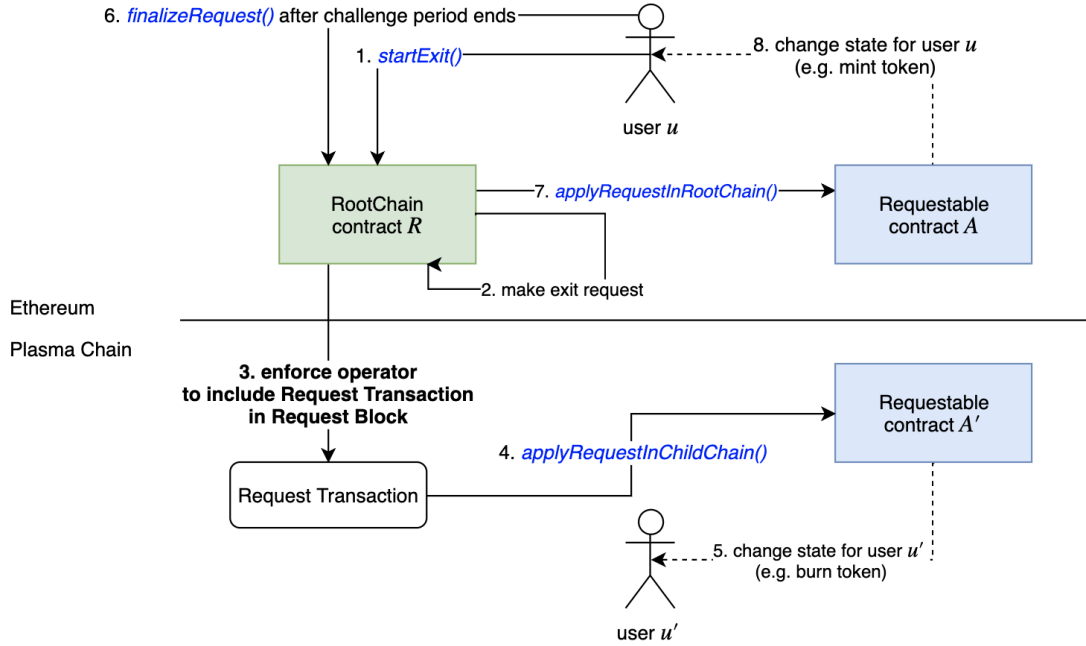 6. finalizeRequest() after challenge period ends
1. startExit()
8. change state for user u
(e.g. mint token)
user u
RootChain
contract R
7. applyRequestInRootChain()
Requestable
contract A
2. make exit request
Ethereum
Plasma Chain
3. enforce operator
to include Request Transaction
in Request Block
Requestable
contract A′
4. applyRequestInChildChain()
Request Transaction
5. change state for user u′
(e.g. burn token)
user u′